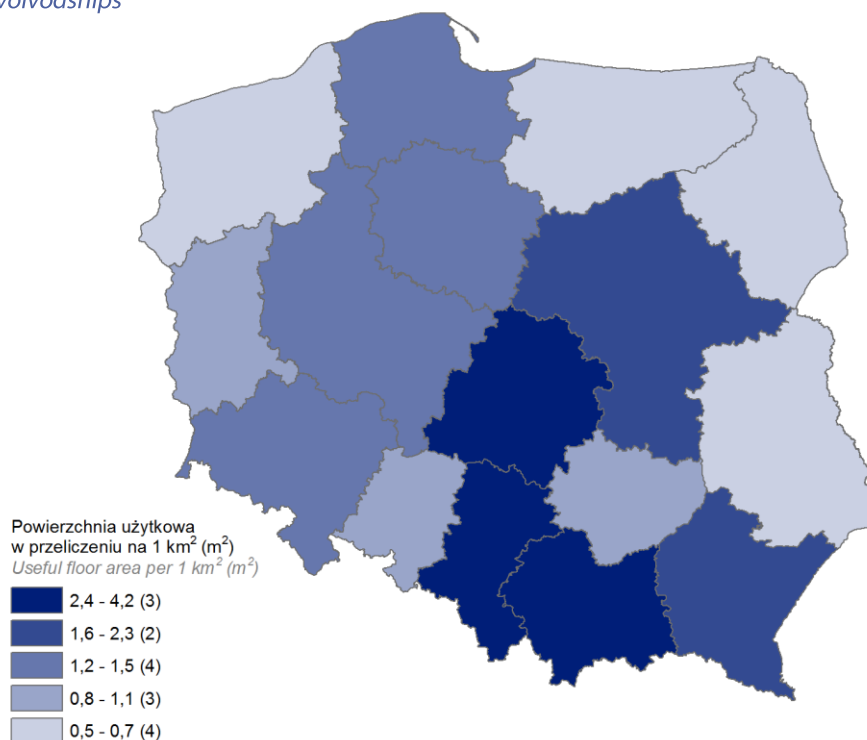 voivodships
Powierzchnia użytkowa
w przeliczeniu na 1 km² (m²)
Useful floor area per 1 km² (m²)
2,4 - 4,2 (3)
1,6 - 2,3 (2)
1,2 - 1,5 (4)
0,8 - 1,1 (3)
0,5 - 0,7 (4)